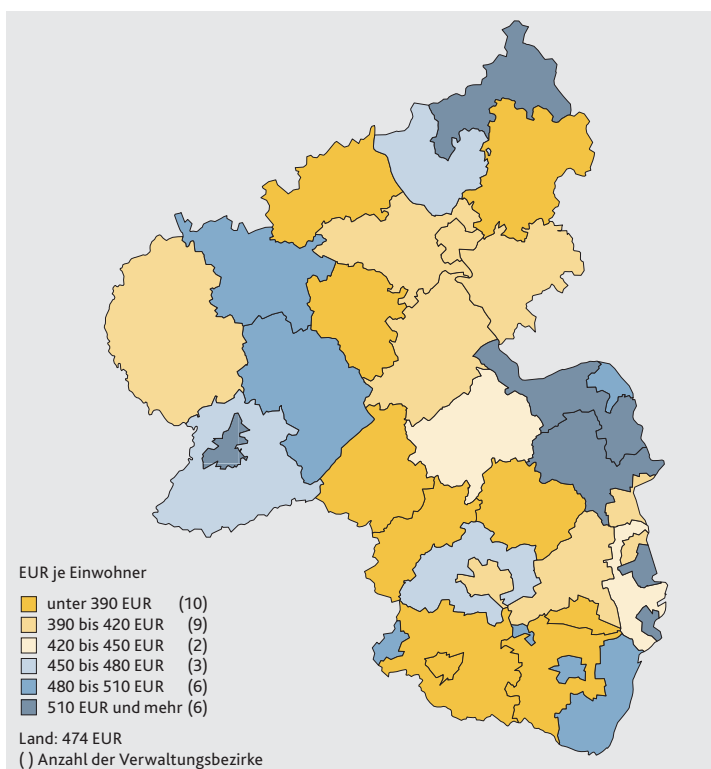 EUR je Einwohner
unter 390 EUR (10)
390 bis 420 EUR (9)
420 bis 450 EUR (2)
450 bis 480 EUR (3)
480 bis 510 EUR (6)
510 EUR und mehr (6)
Land: 474 EUR
( ) Anzahl der Verwaltungsbezirke